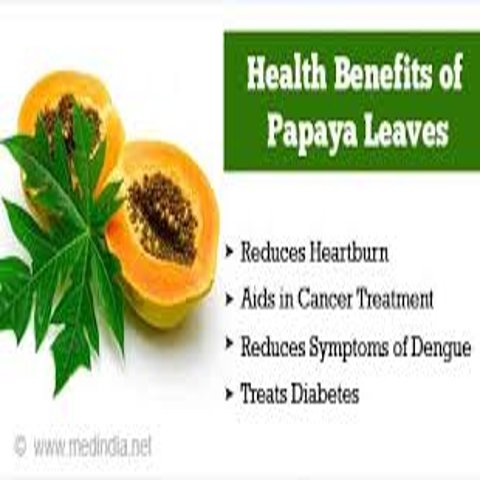 Health Benefits of
Papaya Leaves
Reduces Heartburn
Aids in Cancer Treatment
Reduces Symptoms of Dengue
Treats Diabetes
© www.medindia.net